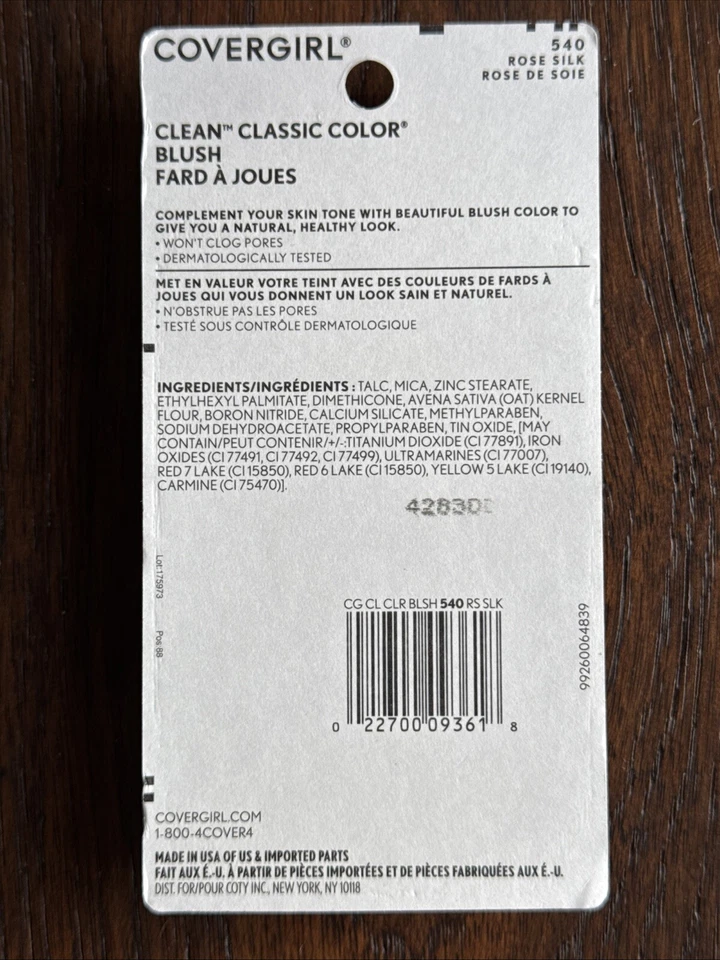 COVERGIRL®
540
ROSE SILK
ROSE DE SOIE
CLEAN™ CLASSIC COLOR®
BLUSH
FARD À JOUES
COMPLEMENT YOUR SKIN TONE WITH BEAUTIFUL BLUSH COLOR TO
GIVE YOU A NATURAL, HEALTHY LOOK.
• WON'T CLOG PORES
• DERMATOLOGICALLY TESTED
MET EN VALEUR VOTRE TEINT AVEC DES COULEURS DE FARDS À
JOUES QUI VOUS DONNENT UN LOOK SAIN ET NATUREL.
• N'OBSTRUE PAS LES PORES
• TESTÉ SOUS CONTRÔLE DERMATOLOGIQUE
INGREDIENTS/INGRÉDIENTS : TALC, MICA, ZINC STEARATE,
ETHYLHEXYL PALMITATE, DIMETHICONE, AVENA SATIVA (OAT) KERNEL
FLOUR, BORON NITRIDE, CALCIUM SILICATE, METHYLPARABEN,
SODIUM DEHYDROACETATE, PROPYLPARABEN, TIN OXIDE, [MAY
CONTAIN/PEUT CONTENIR/+/-:TITANIUM DIOXIDE (CI 77891), IRON
OXIDES (CI 77491, CI 77492, CI 77499), ULTRAMARINES (CI 77007),
RED 7 LAKE (CI 15850), RED 6 LAKE (CI 15850), YELLOW 5 LAKE (CI 19140),
CARMINE (CI 75470)].
Lot:175973
Pos:88
CG CL CLR BLSH 540 RS SLK
0 22700 09361 8
99260064839
COVERGIRL.COM
1-800-4COVER4
MADE IN USA OF US & IMPORTED PARTS
FAIT AUX É.-U. À PARTIR DE PIÈCES IMPORTÉES ET DE PIÈCES FABRIQUÉES AUX É.-U.
DIST. FOR/POUR COTY INC., NEW YORK, NY 10118